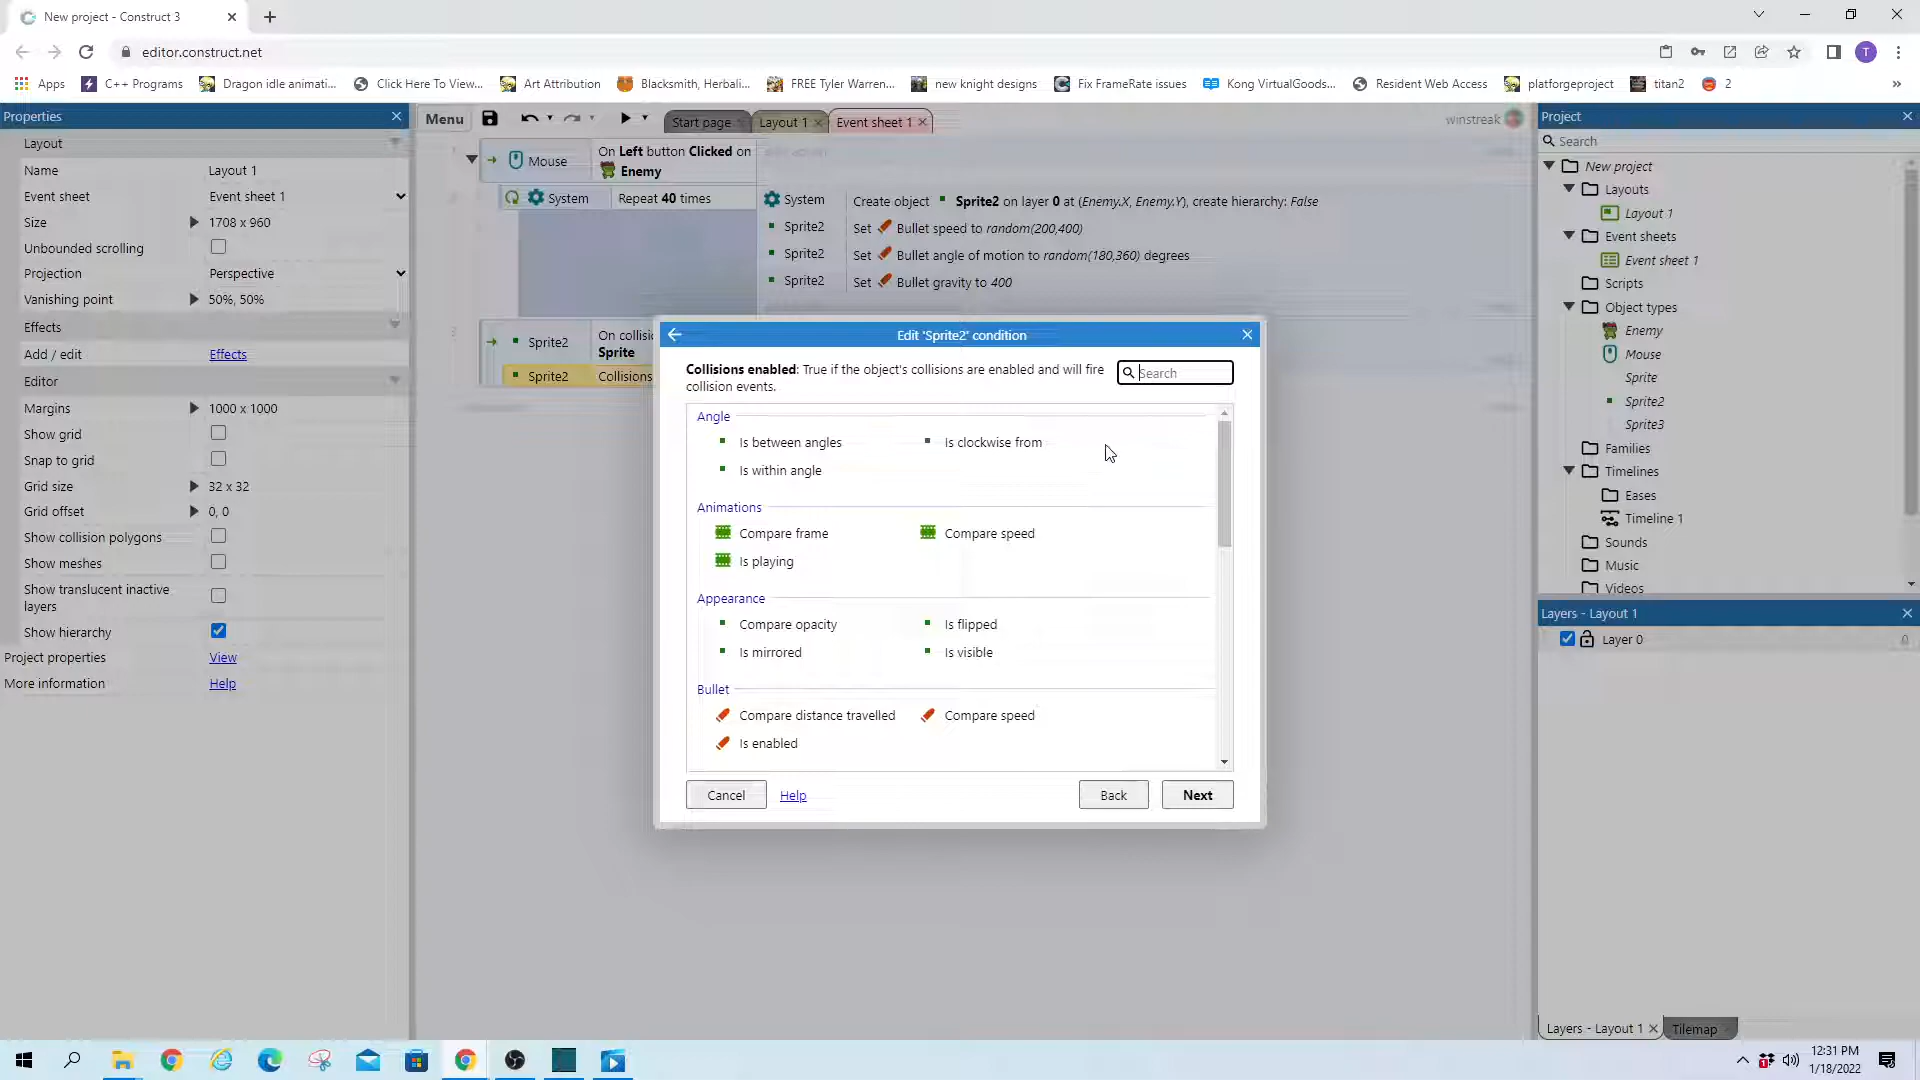 New project - Construct 3
editor.construct.net
T
Apps
C++ Programs
Dragon idle animati...
Click Here To View...
Art Attribution
Blacksmith, Herbali...
FREE Tyler Warren...
new knight designs
Fix FrameRate issues
Kong VirtualGoods...
Resident Web Access
platforgeproject
titan2
2
Properties
Layout
Name Layout 1
Event sheet Event sheet 1
Size 1708 x 960
Unbounded scrolling
Projection Perspective
Vanishing point 50%, 50%
Effects
Add / edit Effects
Editor
Margins 1000 x 1000
Show grid
Snap to grid
Grid size 32 x 32
Grid offset 0, 0
Show collision polygons
Show meshes
Show translucent inactive
layers
Show hierarchy
Project properties View
More information Help
Menu
Start page
Layout 1
Event sheet 1
winstreak
Mouse
On Left button Clicked on
Enemy
System Repeat 40 times
System Create object Sprite2 on layer 0 at (Enemy.X, Enemy.Y), create hierarchy: False
Sprite2 Set Bullet speed to random(200,400)
Sprite2 Set Bullet angle of motion to random(180,360) degrees
Sprite2 Set Bullet gravity to 400
Sprite2 On collisi
Sprite
Sprite2 Collisions
Edit 'Sprite2' condition
Collisions enabled: True if the object's collisions are enabled and will fire
collision events.
Search
Angle
Is between angles Is clockwise from
Is within angle
Animations
Compare frame Compare speed
Is playing
Appearance
Compare opacity Is flipped
Is mirrored Is visible
Bullet
Compare distance travelled Compare speed
Is enabled
Cancel Help Back Next
Project
Search
New project
Layouts
Layout 1
Event sheets
Event sheet 1
Scripts
Object types
Enemy
Mouse
Sprite
Sprite2
Sprite3
Families
Timelines
Eases
Timeline 1
Sounds
Music
Videos
Layers - Layout 1
Layer 0
Layers - Layout 1
Tilemap
12:31 PM
1/18/2022